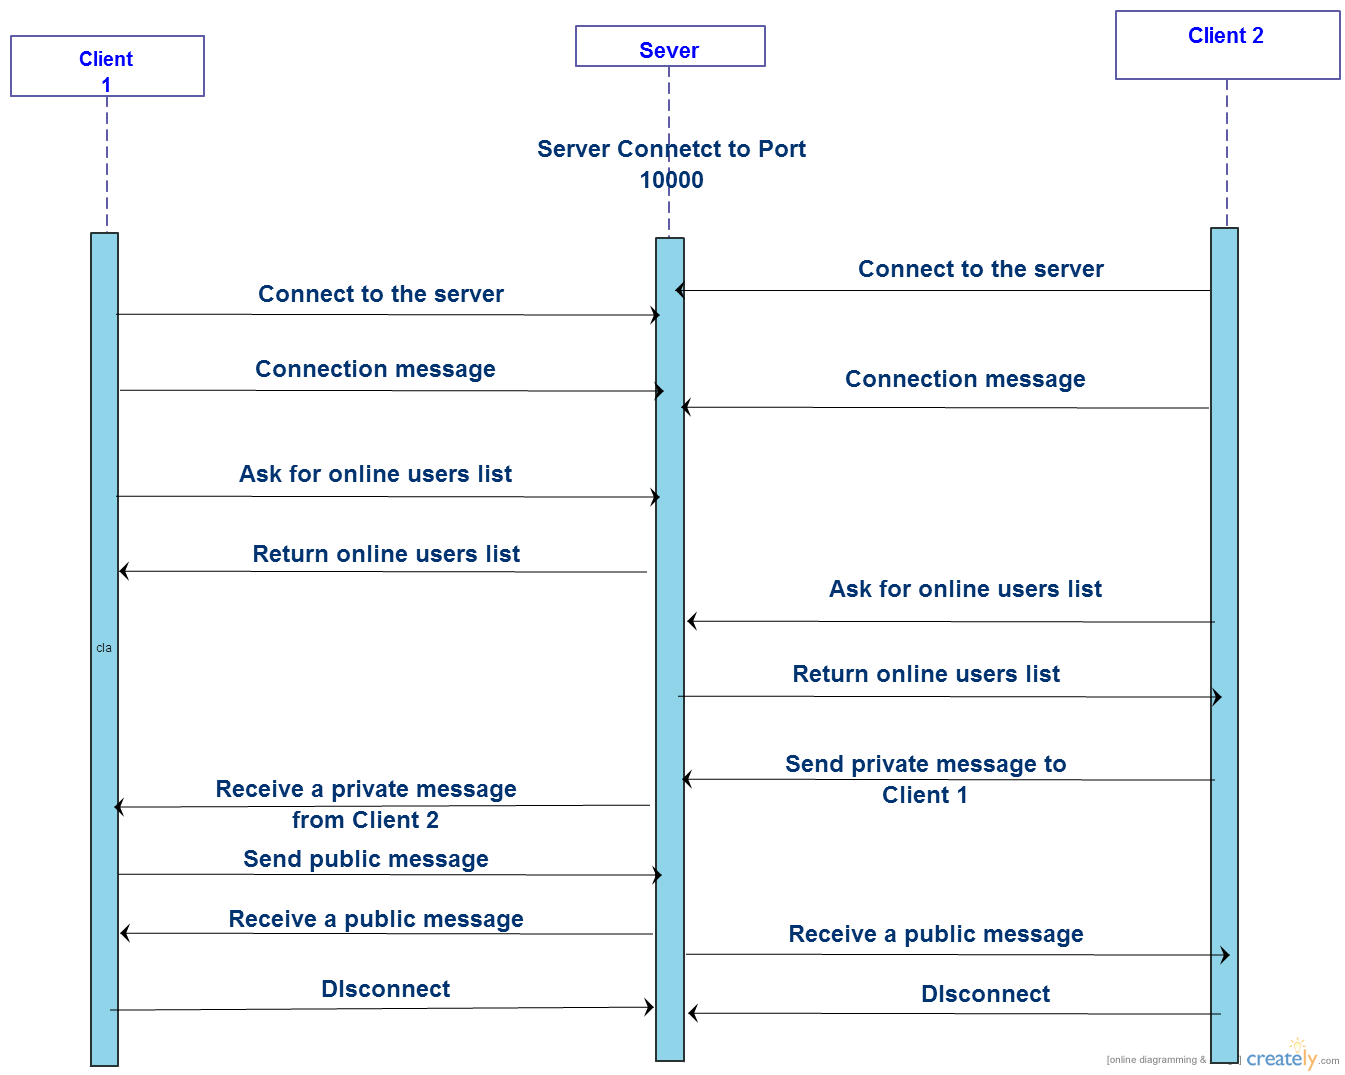 Client
1
Sever
Client 2
Server Connetct to Port
10000
Connect to the server
Connect to the server
Connection message
Connection message
Ask for online users list
Return online users list
Ask for online users list
cla
Return online users list
Send private message to
Client 1
Receive a private message
from Client 2
Send public message
Receive a public message
Receive a public message
DIsconnect
DIsconnect
[online diagramming & ] creately.com